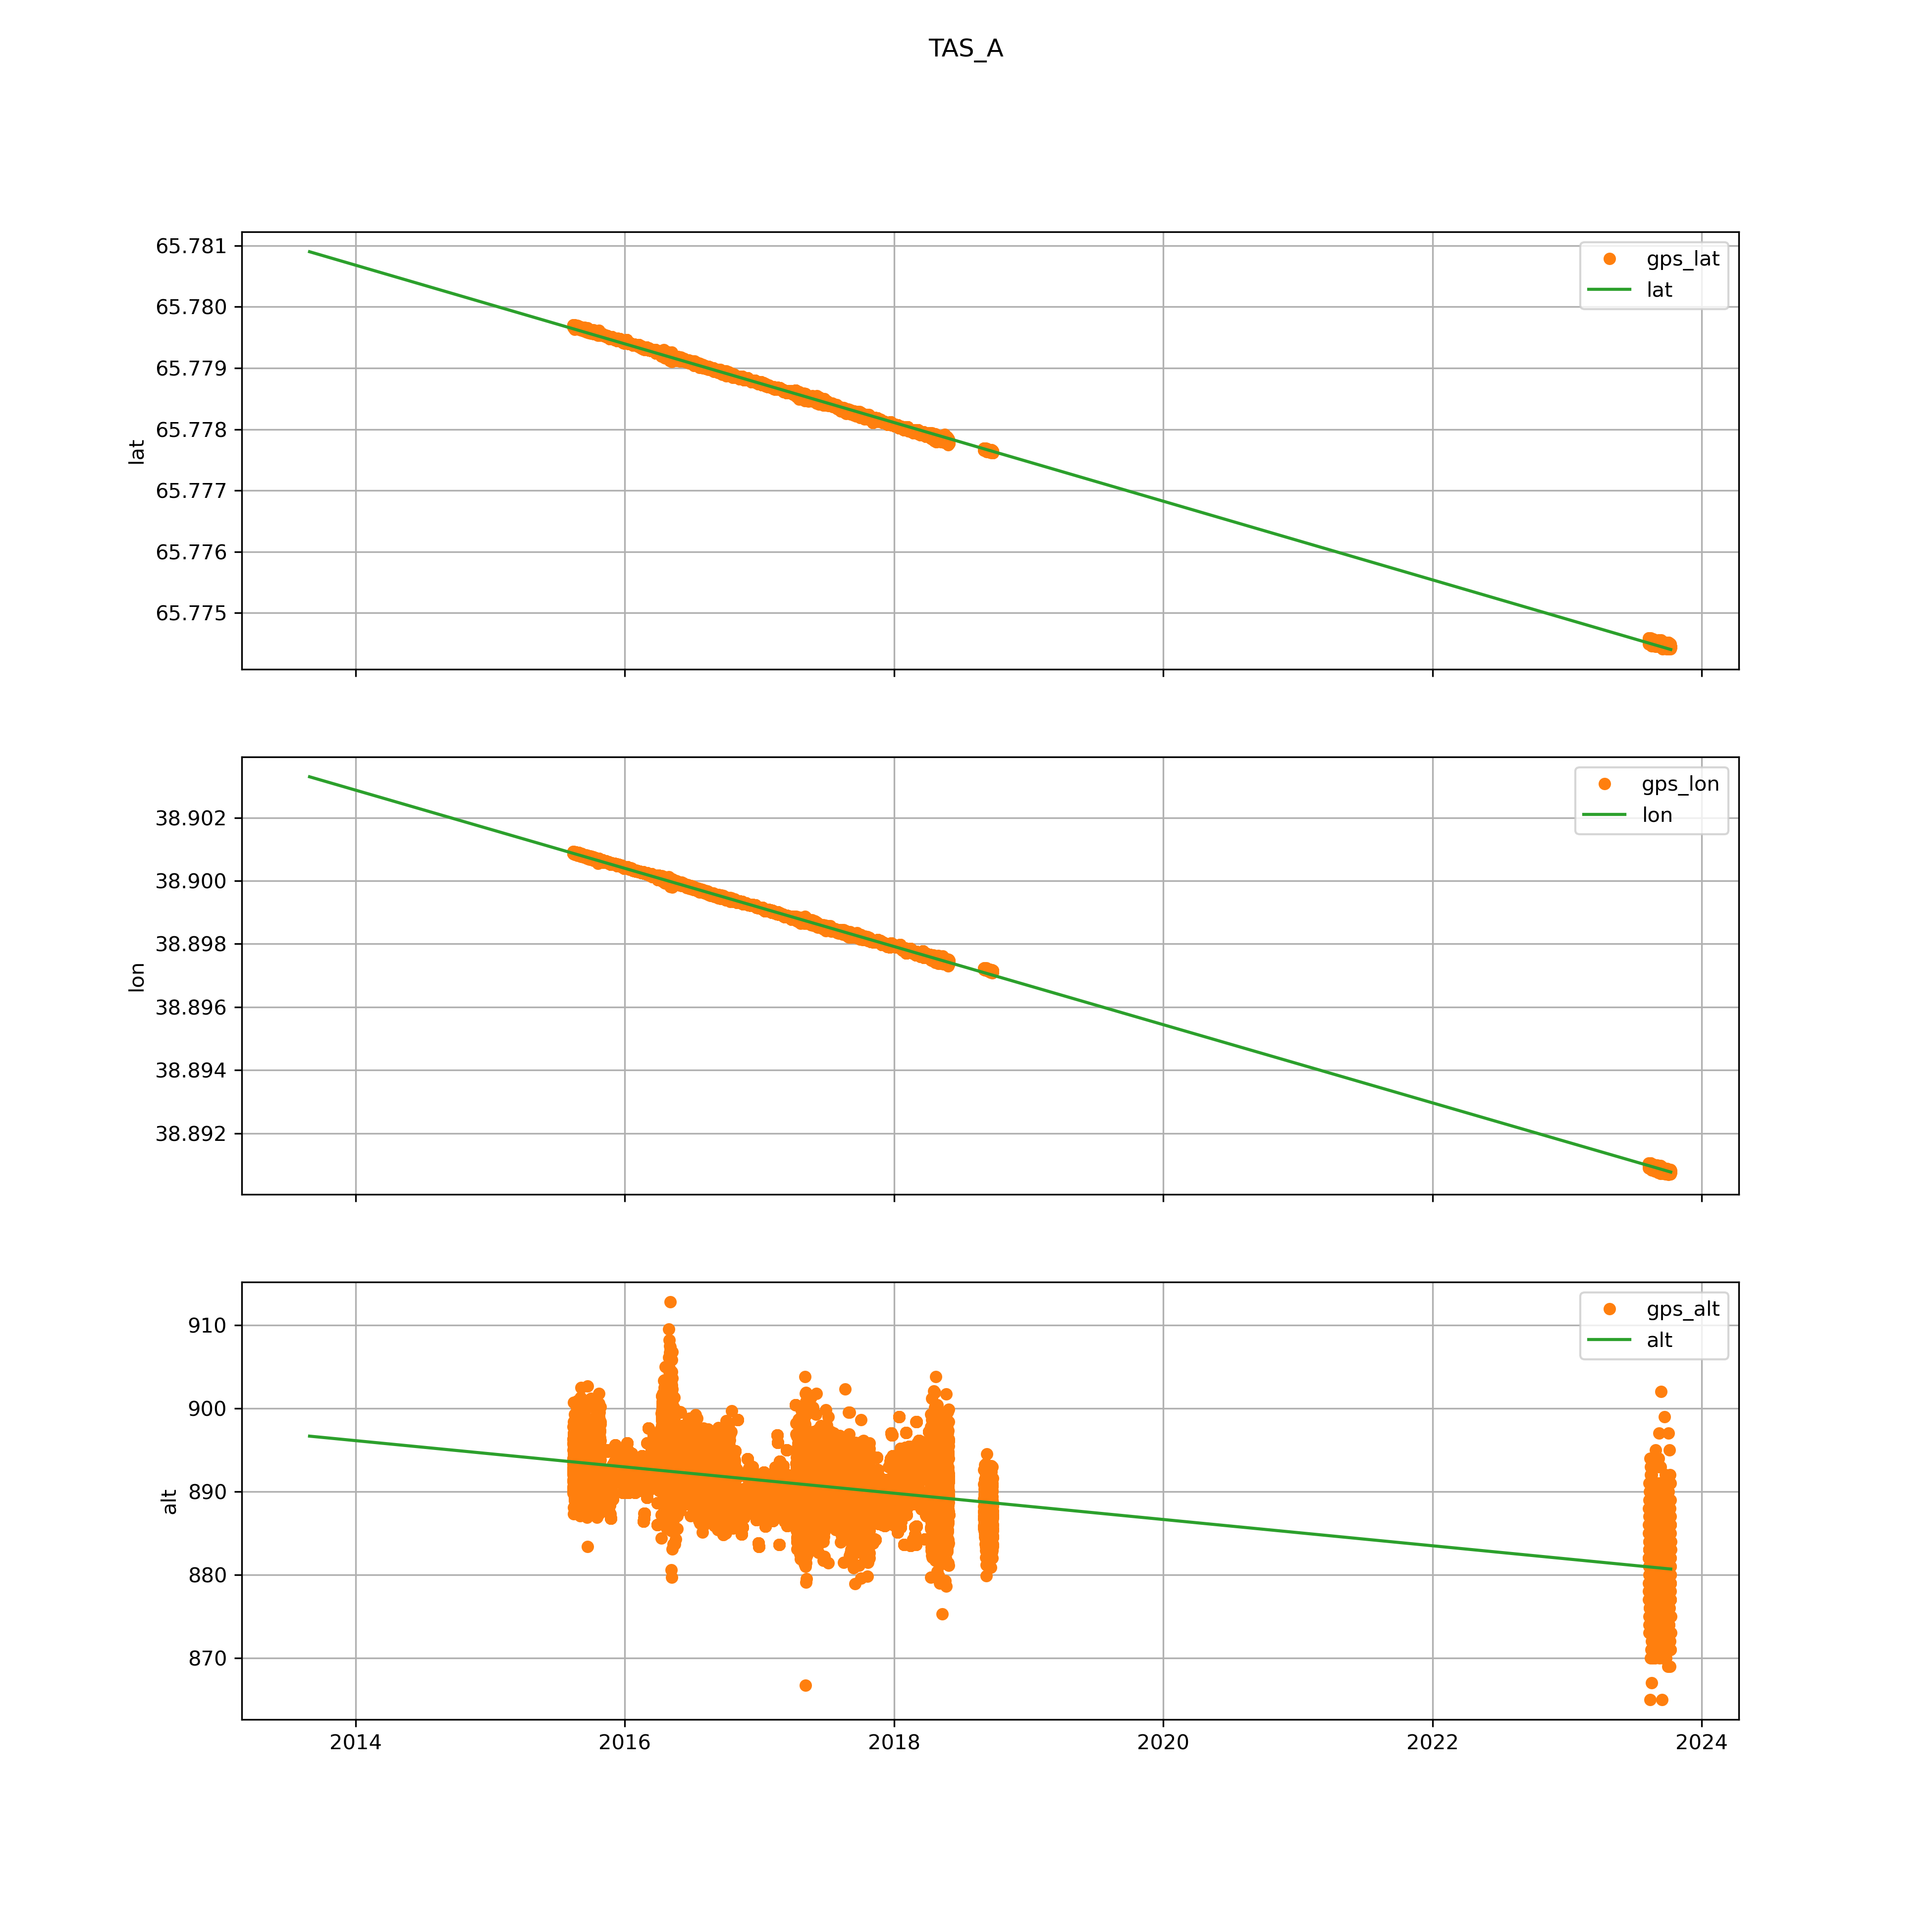 TAS_A
65.781
65.780
65.779
65.778
65.777
65.776
65.775
lat
gps_lat
lat
38.902
38.900
38.898
38.896
38.894
38.892
lon
gps_lon
lon
910
900
890
880
870
alt
gps_alt
alt
2014 2016 2018 2020 2022 2024